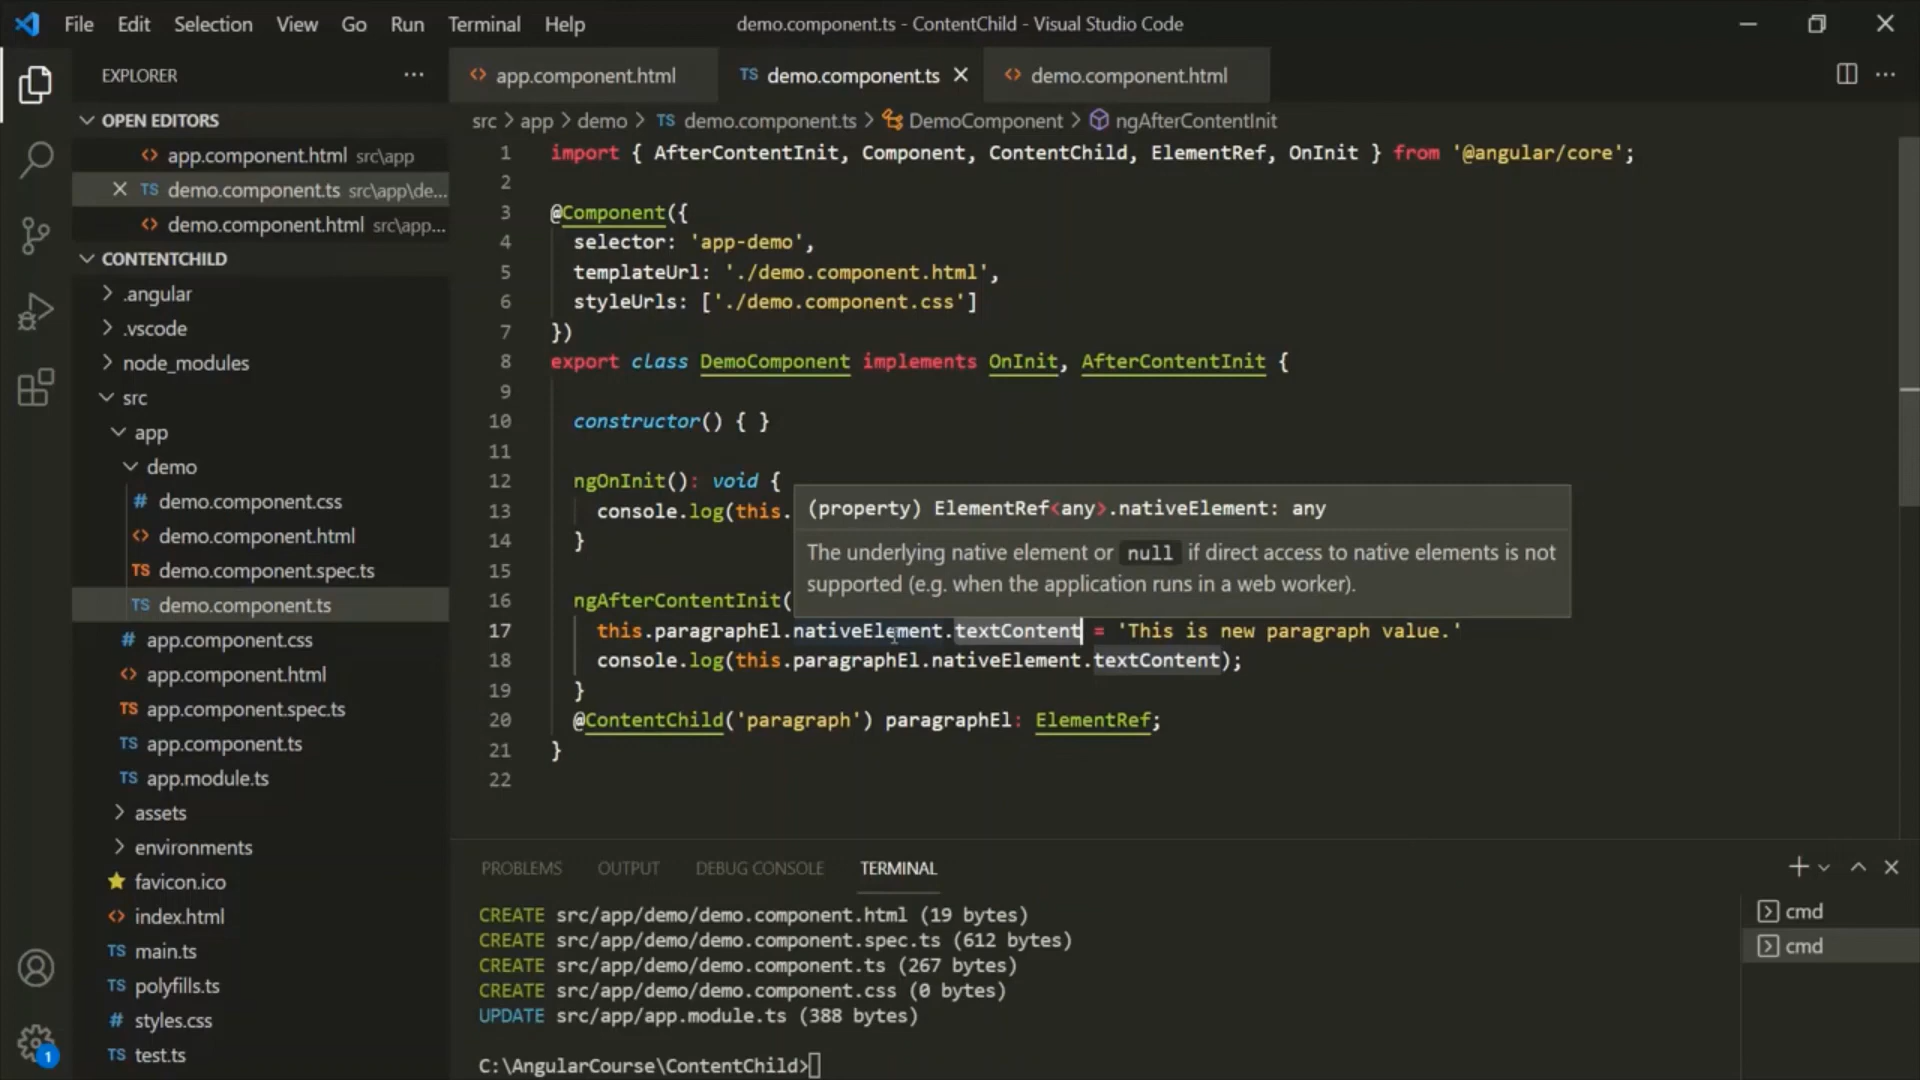 File Edit Selection View Go Run Terminal Help
demo.component.ts - ContentChild - Visual Studio Code
EXPLORER
OPEN EDITORS
app.component.html src\app
demo.component.ts src\app\de...
demo.component.html src\app...
CONTENTCHILD
.angular
.vscode
node_modules
src
app
demo
# demo.component.css
<> demo.component.html
TS demo.component.spec.ts
TS demo.component.ts
# app.component.css
<> app.component.html
TS app.component.spec.ts
TS app.component.ts
TS app.module.ts
assets
environments
favicon.ico
<> index.html
TS main.ts
TS polyfills.ts
# styles.css
TS test.ts
1
<> app.component.html TS demo.component.ts <> demo.component.html
src > app > demo > TS demo.component.ts > DemoComponent > ngAfterContentInit
1 import { AfterContentInit, Component, ContentChild, ElementRef, OnInit } from '@angular/core';
2
3 @Component({
4 selector: 'app-demo',
5 templateUrl: './demo.component.html',
6 styleUrls: ['./demo.component.css']
7 })
8 export class DemoComponent implements OnInit, AfterContentInit {
9
10 constructor() { }
11
12 ngOnInit(): void {
13 console.log(this.
14 }
15
16 ngAfterContentInit(
17 this.paragraphEl.nativeElement.textContent = 'This is new paragraph value.'
18 console.log(this.paragraphEl.nativeElement.textContent);
19 }
20 @ContentChild('paragraph') paragraphEl: ElementRef;
21 }
22
(property) ElementRef<any>.nativeElement: any
The underlying native element or null if direct access to native elements is not
supported (e.g. when the application runs in a web worker).
PROBLEMS OUTPUT DEBUG CONSOLE TERMINAL
CREATE src/app/demo/demo.component.html (19 bytes)
CREATE src/app/demo/demo.component.spec.ts (612 bytes)
CREATE src/app/demo/demo.component.ts (267 bytes)
CREATE src/app/demo/demo.component.css (0 bytes)
UPDATE src/app/app.module.ts (388 bytes)
C:\AngularCourse\ContentChild>
cmd
cmd